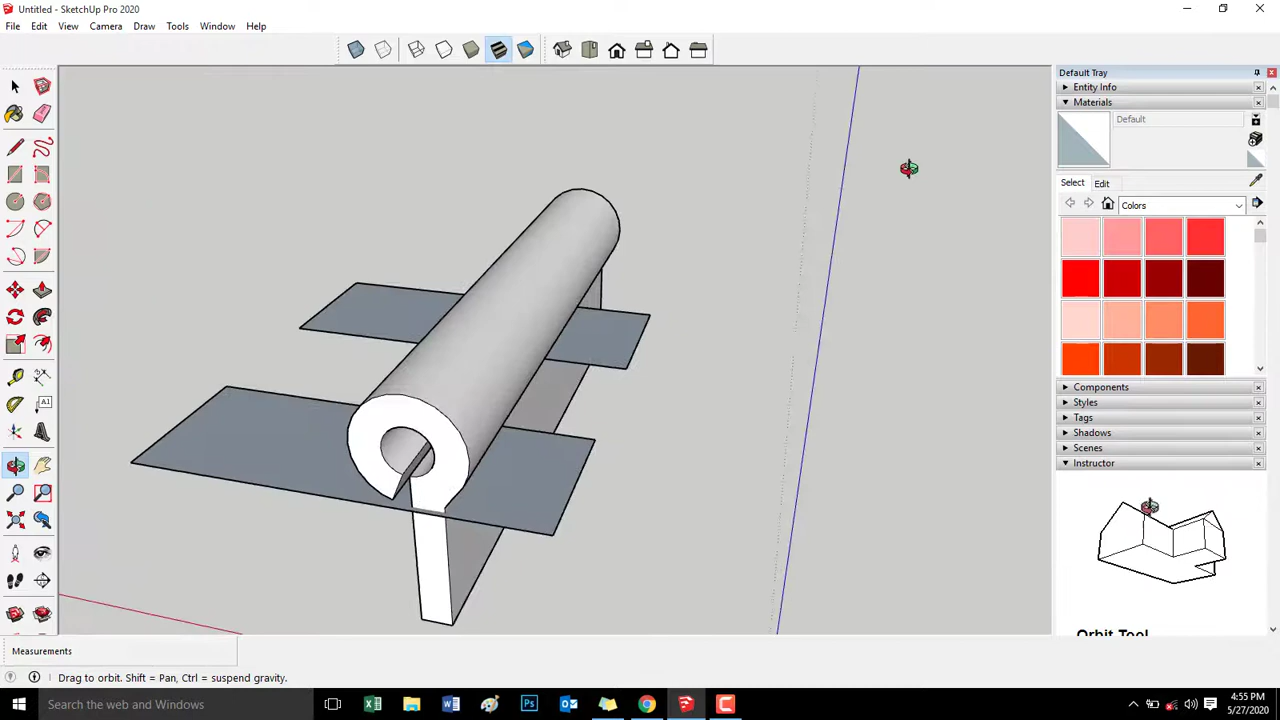 Untitled - SketchUp Pro 2020
File Edit View Camera Draw Tools Window Help
Default Tray
Entity Info
Materials
Default
Select Edit
Colors
A1
Components
Styles
Tags
Shadows
Scenes
Instructor
Orbit Tool
Measurements
Drag to orbit. Shift = Pan, Ctrl = suspend gravity.
Search the web and Windows
4:55 PM
5/27/2020